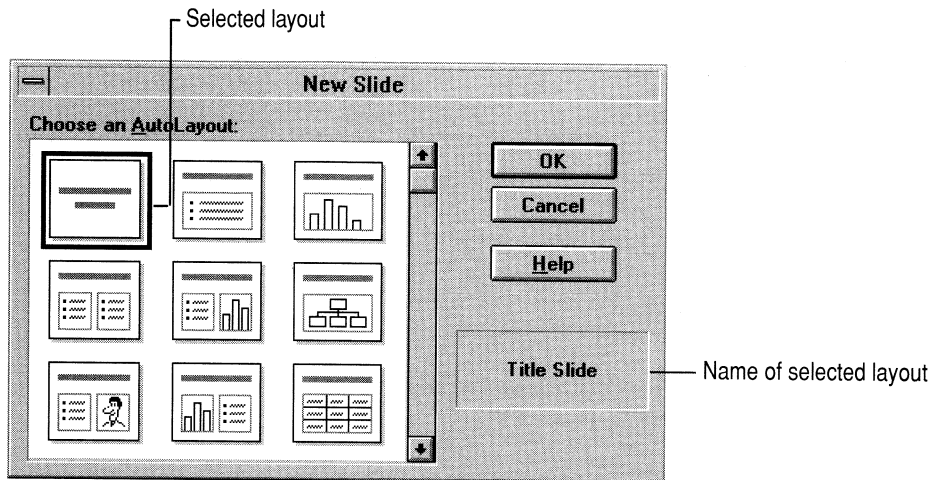 Selected layout
New Slide
Choose an AutoLayout:
OK
Cancel
Help
Title Slide
Name of selected layout